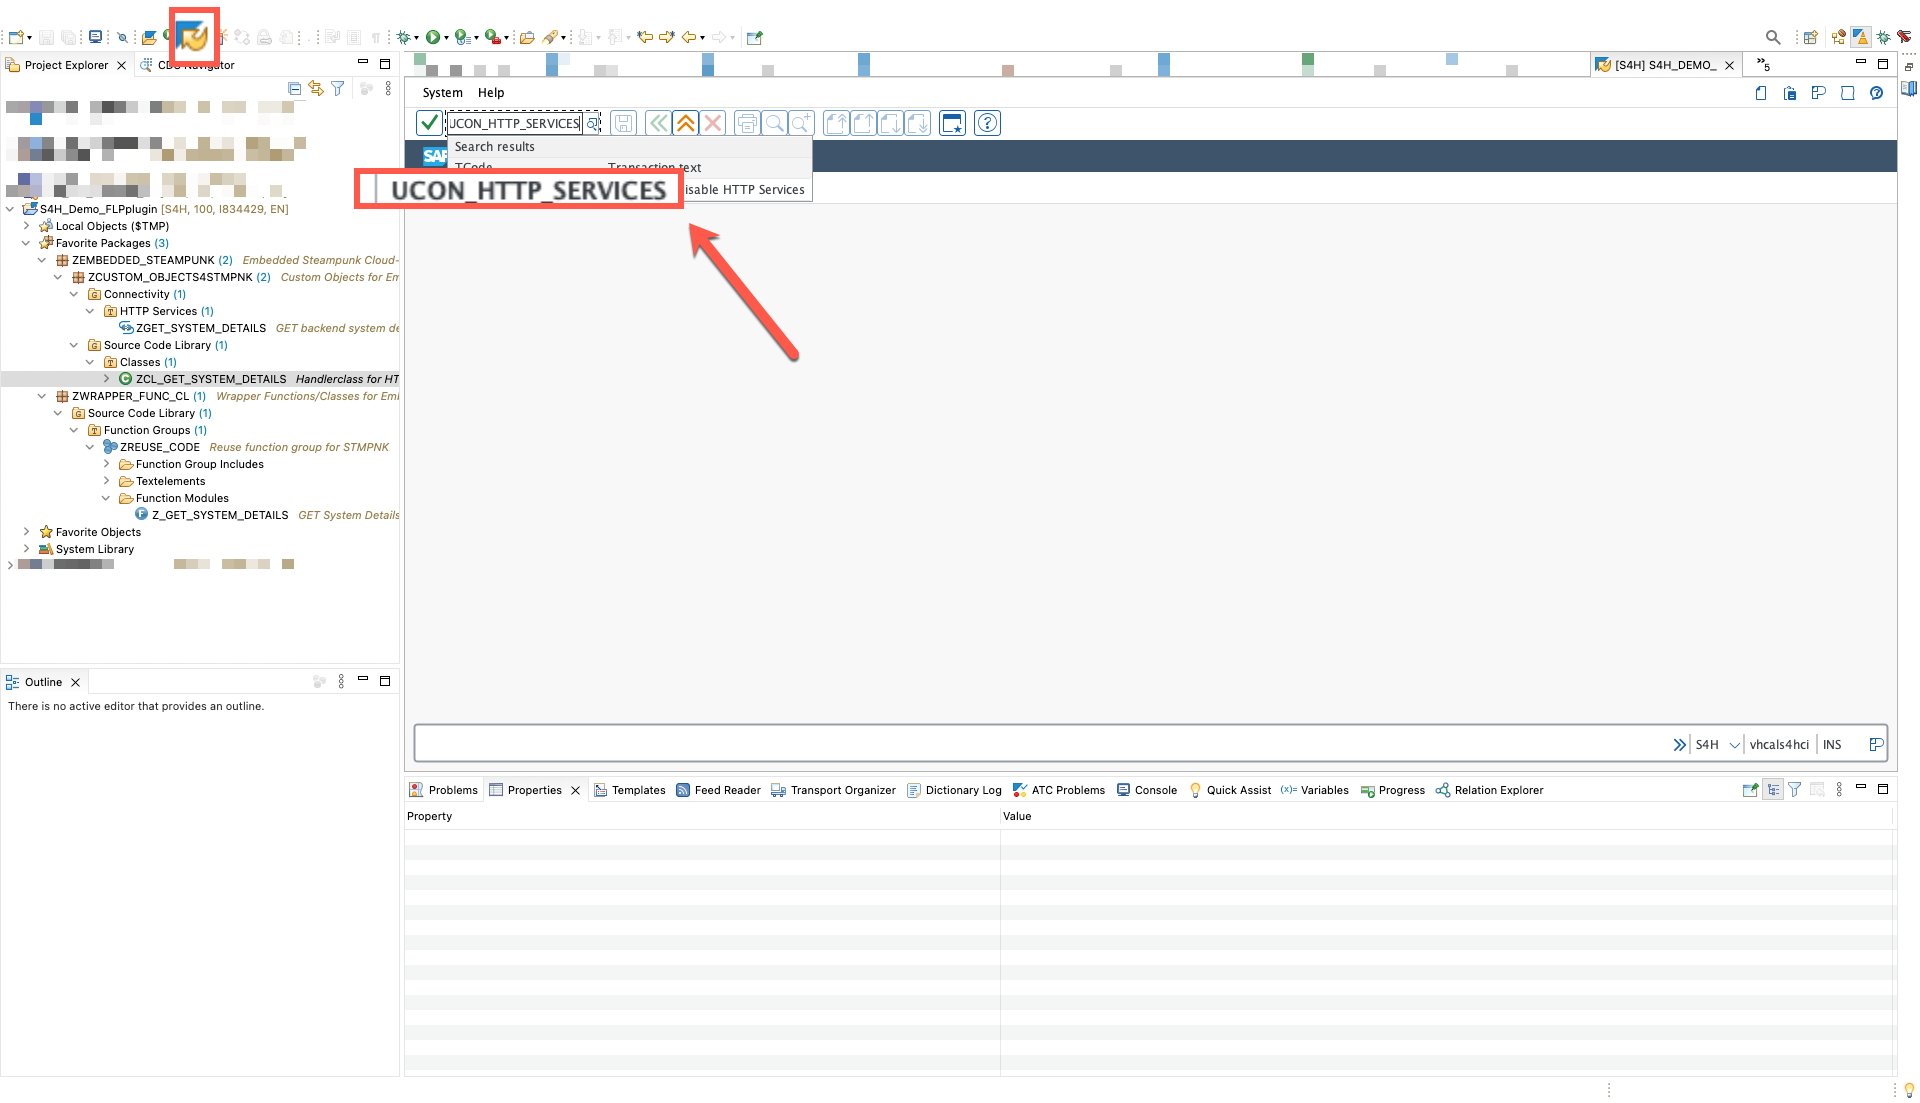 Project Explorer
[S4H] S4H_DEMO_
5
System Help
UCON_HTTP_SERVICES
Search results
SAP
TCode Transaction text
UCON_HTTP_SERVICES isable HTTP Services
S4H_Demo_FLPplugin [S4H, 100, I834429, EN]
Local Objects ($TMP)
Favorite Packages (3)
ZEMBEDDED_STEAMPUNK (2) Embedded Steampunk Cloud-
ZCUSTOM_OBJECTS4STMPNK (2) Custom Objects for Em
Connectivity (1)
HTTP Services (1)
ZGET_SYSTEM_DETAILS GET backend system de
Source Code Library (1)
Classes (1)
ZCL_GET_SYSTEM_DETAILS Handlerclass for HT
ZWRAPPER_FUNC_CL (1) Wrapper Functions/Classes for Em
Source Code Library (1)
Function Groups (1)
ZREUSE_CODE Reuse function group for STMPNK
Function Group Includes
Textelements
Function Modules
Z_GET_SYSTEM_DETAILS GET System Details
Favorite Objects
System Library
Outline
There is no active editor that provides an outline.
S4H vhcals4hci INS
Problems Properties Templates Feed Reader Transport Organizer Dictionary Log ATC Problems Console Quick Assist Variables Progress Relation Explorer
Property Value